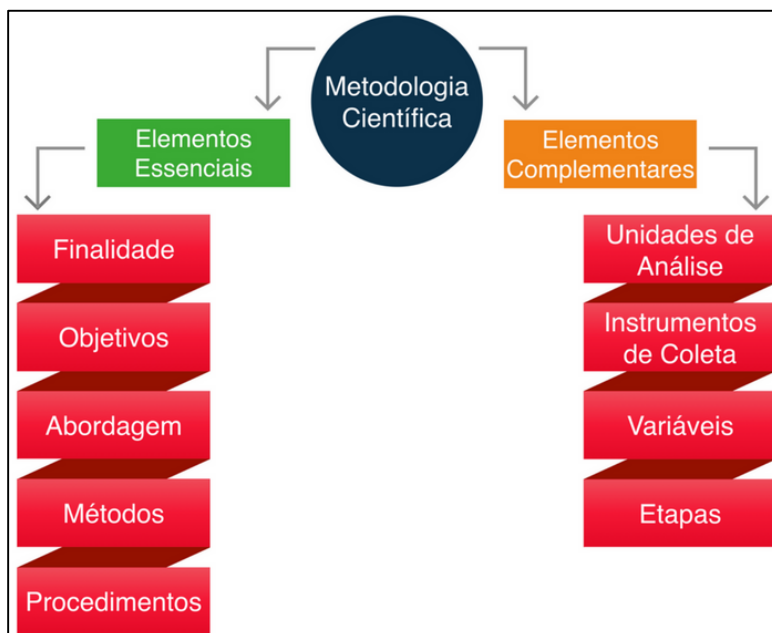 Metodologia
Científica
Elementos
Essenciais
Elementos
Complementares
Finalidade
Objetivos
Abordagem
Métodos
Procedimentos
Unidades de
Análise
Instrumentos
de Coleta
Variáveis
Etapas